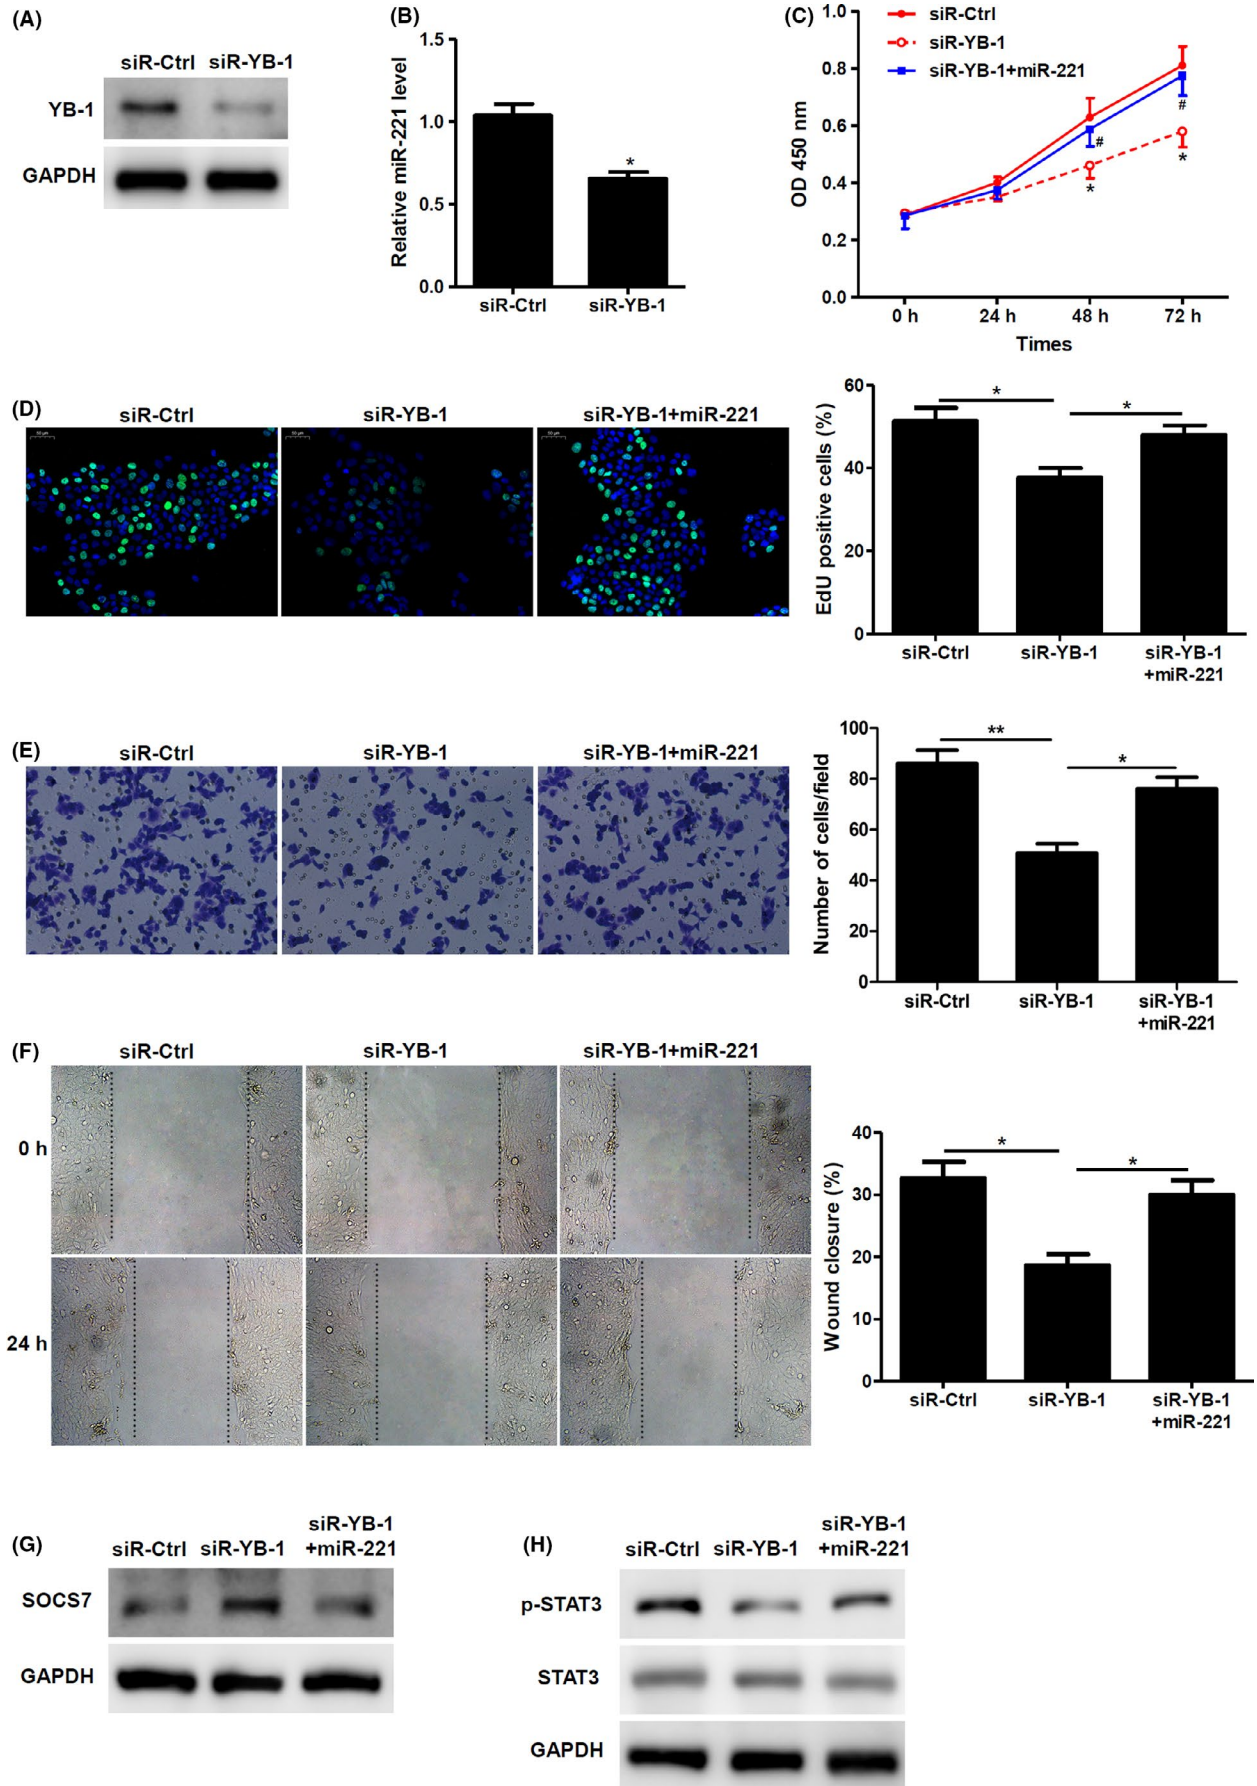 (A)
siR-Ctrl siR-YB-1
YB-1
GAPDH
(B)
Relative miR-221 level
1.5
1.0
0.5
0.0
*
siR-Ctrl siR-YB-1
(C)
OD 450 nm
1.0
0.8
0.6
0.4
0.2
0.0
siR-Ctrl
siR-YB-1
siR-YB-1+miR-221
#
*
#
*
0 h 24 h 48 h 72 h
Times
(D)
siR-Ctrl siR-YB-1 siR-YB-1+miR-221
EdU positive cells (%)
60
40
20
0
* *
siR-Ctrl siR-YB-1 siR-YB-1
+miR-221
(E)
siR-Ctrl siR-YB-1 siR-YB-1+miR-221
Number of cells/field
100
80
60
40
20
0
** *
siR-Ctrl siR-YB-1 siR-YB-1
+miR-221
(F)
siR-Ctrl siR-YB-1 siR-YB-1+miR-221
0 h
24 h
Wound closure (%)
40
30
20
10
0
* *
siR-Ctrl siR-YB-1 siR-YB-1
+miR-221
(G)
siR-Ctrl siR-YB-1 siR-YB-1
+miR-221
SOCS7
GAPDH
(H)
siR-Ctrl siR-YB-1 siR-YB-1
+miR-221
p-STAT3
STAT3
GAPDH